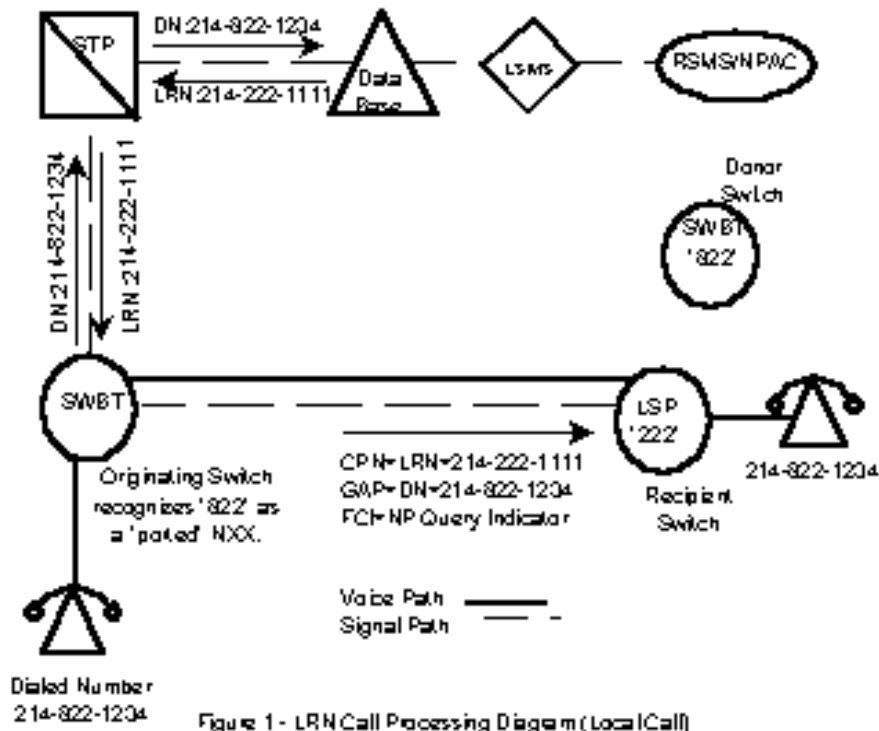 STP
DN:214-822-1234
LRN:214-222-1111
Data
Base
LSMS
RSMS/NPAC
DN:214-822-1234
LRN:214-222-1111
Donor
Switch
SWBT
'822'
SWBT
LSP
'222'
Originating Switch
recognizes '822' as
a 'ported' NXX.
CPN=LRN=214-222-1111
GAP=DN=214-822-1234
FCI=NP Query Indicator
214-822-1234
Recipient
Switch
Voice Path
Signal Path
Dialed Number
214-822-1234
Figure 1 - LRN Call Processing Diagram (Local Call)